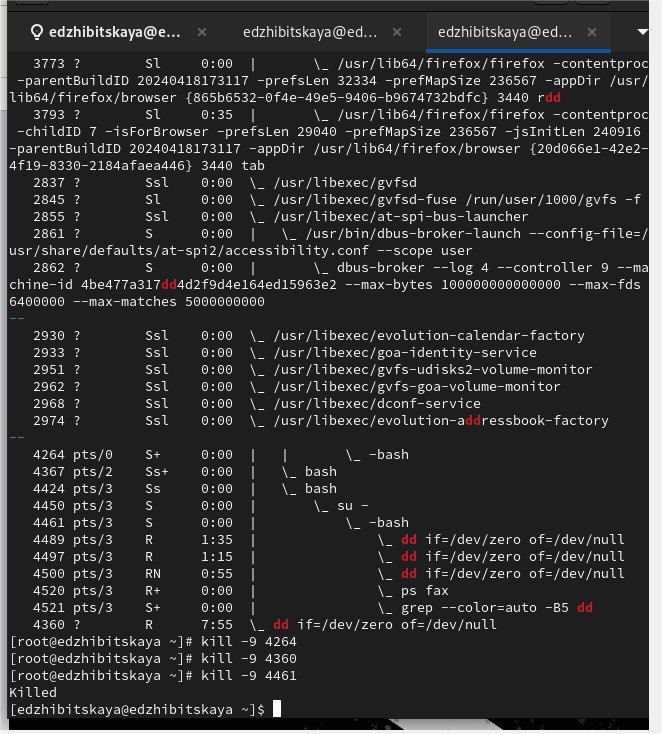 edzhibitskaya@e... × edzhibitskaya@ed... × edzhibitskaya@ed... ×
3773 ? Sl 0:00 | \_ /usr/lib64/firefox/firefox -contentproc
-parentBuildID 20240418173117 -prefsLen 32334 -prefMapSize 236567 -appDir /usr/
lib64/firefox/browser {865b6532-0f4e-49e5-9406-b9674732bdfc} 3440 rdd
3793 ? Sl 0:35 | \_ /usr/lib64/firefox/firefox -contentproc
-childID 7 -isForBrowser -prefsLen 29040 -prefMapSize 236567 -jsInitLen 240916
-parentBuildID 20240418173117 -appDir /usr/lib64/firefox/browser {20d066e1-42e2-
4f19-8330-2184afaea446} 3440 tab
2837 ? Ssl 0:00 \_ /usr/libexec/gvfsd
2845 ? Sl 0:00 \_ /usr/libexec/gvfsd-fuse /run/user/1000/gvfs -f
2855 ? Ssl 0:00 \_ /usr/libexec/at-spi-bus-launcher
2861 ? S 0:00 | \_ /usr/bin/dbus-broker-launch --config-file=/
usr/share/defaults/at-spi2/accessibility.conf --scope user
2862 ? S 0:00 | \_ dbus-broker --log 4 --controller 9 --ma
chine-id 4be477a317dd4d2f9d4e164ed15963e2 --max-bytes 100000000000000 --max-fds
6400000 --max-matches 5000000000
--
2930 ? Ssl 0:00 \_ /usr/libexec/evolution-calendar-factory
2933 ? Ssl 0:00 \_ /usr/libexec/goa-identity-service
2951 ? Ssl 0:00 \_ /usr/libexec/gvfs-udisks2-volume-monitor
2962 ? Ssl 0:00 \_ /usr/libexec/gvfs-goa-volume-monitor
2968 ? Ssl 0:00 \_ /usr/libexec/dconf-service
2974 ? Ssl 0:00 \_ /usr/libexec/evolution-addressbook-factory
--
4264 pts/0 S+ 0:00 | | \_ -bash
4367 pts/2 Ss+ 0:00 | \_ bash
4424 pts/3 Ss 0:00 | \_ bash
4450 pts/3 S 0:00 | \_ su -
4461 pts/3 S 0:00 | \_ -bash
4489 pts/3 R 1:35 | \_ dd if=/dev/zero of=/dev/null
4497 pts/3 R 1:15 | \_ dd if=/dev/zero of=/dev/null
4500 pts/3 RN 0:55 | \_ dd if=/dev/zero of=/dev/null
4520 pts/3 R+ 0:00 | \_ ps fax
4521 pts/3 S+ 0:00 | \_ grep --color=auto -B5 dd
4360 ? R 7:55 \_ dd if=/dev/zero of=/dev/null
[root@edzhibitskaya ~]# kill -9 4264
[root@edzhibitskaya ~]# kill -9 4360
[root@edzhibitskaya ~]# kill -9 4461
Killed
[edzhibitskaya@edzhibitskaya ~]$